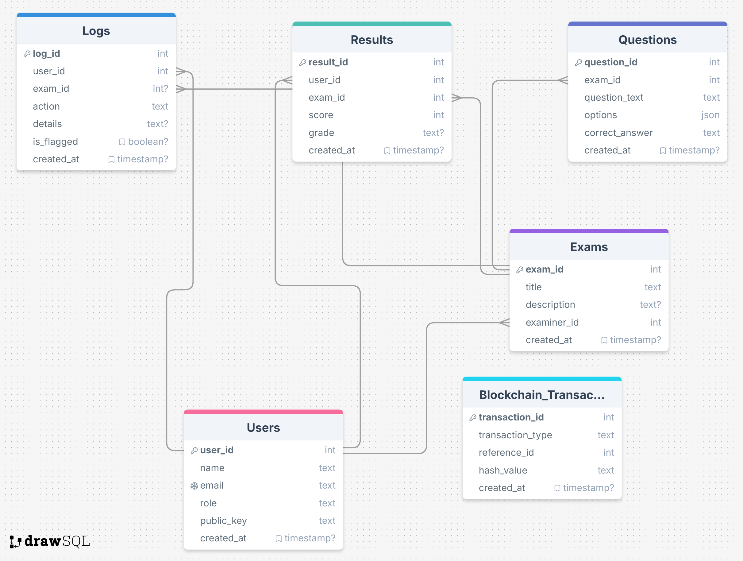 Logs
log_id int
user_id int
exam_id int?
action text
details text?
is_flagged boolean?
created_at timestamp?
Results
result_id int
user_id int
exam_id int
score int
grade text?
created_at timestamp?
Questions
question_id int
exam_id int
question_text text
options json
correct_answer text
created_at timestamp?
Exams
exam_id int
title text
description text?
examiner_id int
created_at timestamp?
Blockchain_Transac...
transaction_id int
transaction_type text
reference_id int
hash_value text
created_at timestamp?
Users
user_id int
name text
email text
role text
public_key text
created_at timestamp?
drawSQL